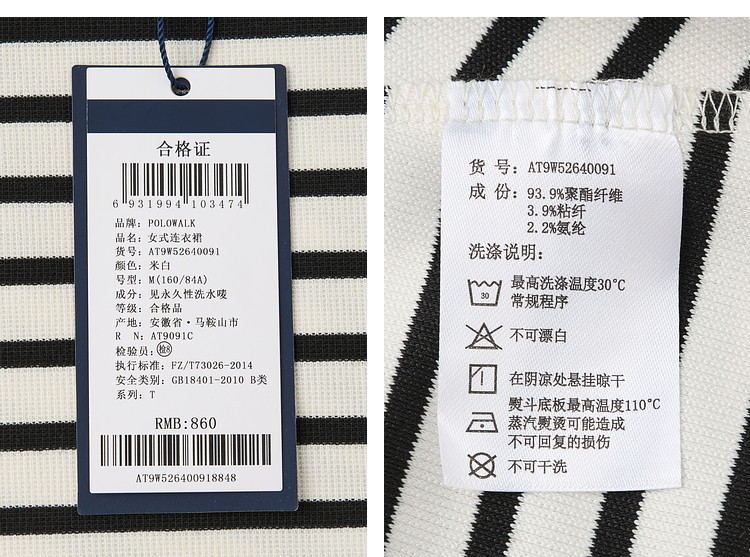 合格证
6 931994 103474
品牌: POLOWALK
品名: 女式连衣裙
货号: AT9W52640091
颜色: 米白
号型: M(160/84A)
成分: 见永久性洗水唛
等级: 合格品
产地: 安徽省·马鞍山市
R N: AT9091C
检验员: 检8
执行标准: FZ/T73026-2014
安全类别: GB18401-2010 B类
系列: T
RMB:860
AT9W526400918848
货 号: AT9W52640091
成 份: 93.9%聚酯纤维
3.9%粘纤
2.2%氨纶
洗涤说明:
30
最高洗涤温度30°C
常规程序
不可漂白
在阴凉处悬挂晾干
熨斗底板最高温度110°C
蒸汽熨烫可能造成
不可回复的损伤
不可干洗